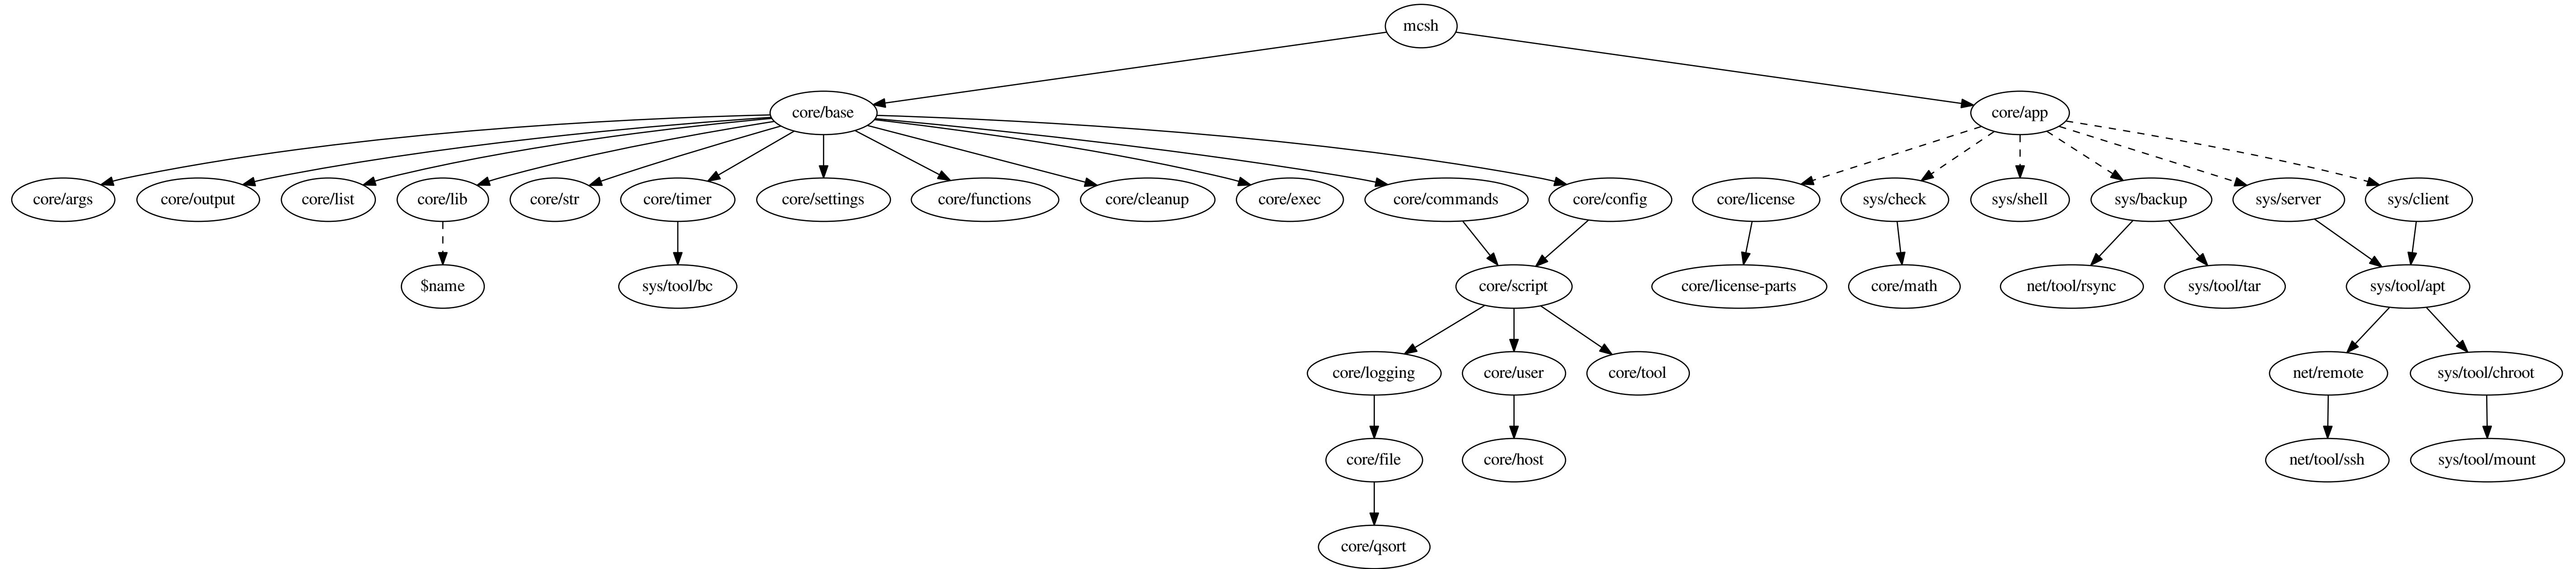 mcsh
core/base
core/app
core/args
core/output
core/list
core/lib
core/str
core/timer
core/settings
core/functions
core/cleanup
core/exec
core/commands
core/config
core/license
sys/check
sys/shell
sys/backup
sys/server
sys/client
$name
sys/tool/bc
core/script
core/license-parts
core/math
net/tool/rsync
sys/tool/tar
sys/tool/apt
core/logging
core/user
core/tool
net/remote
sys/tool/chroot
core/file
core/host
net/tool/ssh
sys/tool/mount
core/qsort